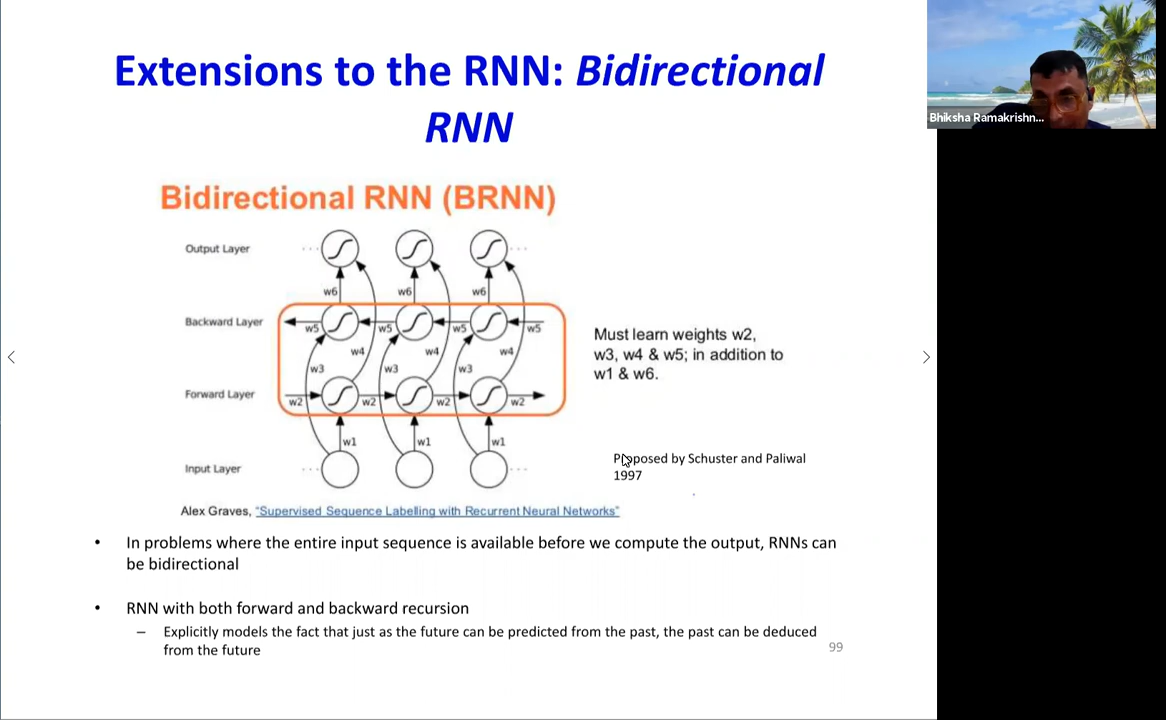 Extensions to the RNN: Bidirectional
RNN
Bhiksha Ramakrishn...
Bidirectional RNN (BRNN)
Output Layer
w6 w6 w6
Backward Layer
w5 w5 w5 w5
w4 w4 w4
w3 w3 w3
Forward Layer
w2 w2 w2 w2
w1 w1 w1
Input Layer
Must learn weights w2,
w3, w4 & w5; in addition to
w1 & w6.
Proposed by Schuster and Paliwal
1997
Alex Graves, "Supervised Sequence Labelling with Recurrent Neural Networks"
• In problems where the entire input sequence is available before we compute the output, RNNs can
be bidirectional
• RNN with both forward and backward recursion
– Explicitly models the fact that just as the future can be predicted from the past, the past can be deduced
from the future
99